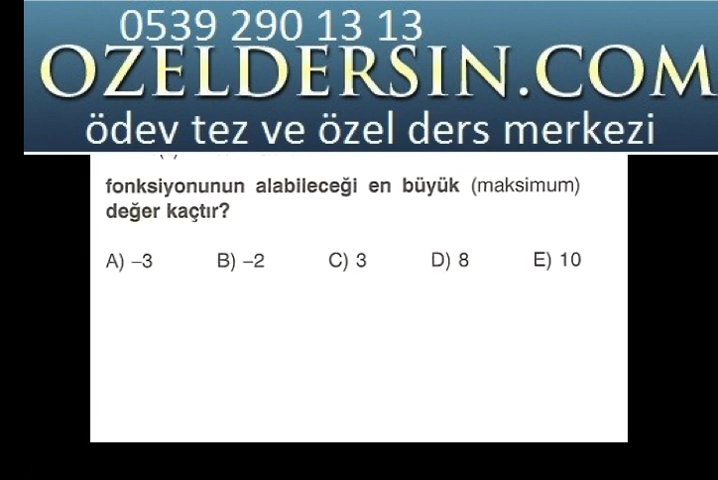 0539 290 13 13
OZELDERSIN.COM
ödev tez ve özel ders merkezi
fonksiyonunun alabileceği en büyük (maksimum)
değer kaçtır?
A) –3 B) –2 C) 3 D) 8 E) 10